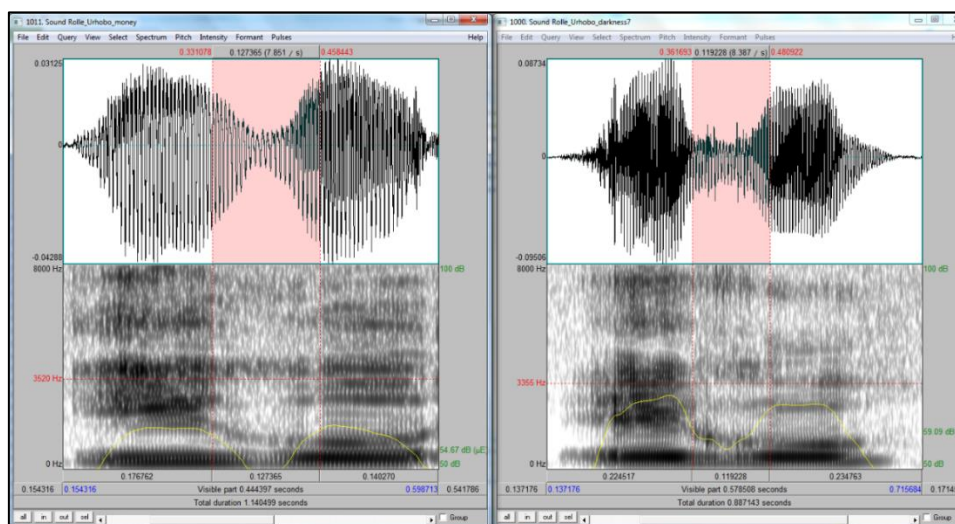 1011. Sound Rolle_Urhobo_money
File Edit Query View Select Spectrum Pitch Intensity Formant Pulses Help
0.331078 0.127365 (7.851 / s) 0.458443
0.03125
0
-0.04288
8000 Hz
100 dB
3520 Hz
54.67 dB (µE)
0 Hz
50 dB
0.176762 0.127365 0.140270
0.154316 0.154316 Visible part 0.444397 seconds 0.598713 0.541786
Total duration 1.140499 seconds
all in out sel Group
1000. Sound Rolle_Urhobo_darkness7
File Edit Query View Select Spectrum Pitch Intensity Formant Pulses
0.361693 0.119228 (8.387 / s) 0.480922
0.08734
0
-0.09506
8000 Hz
100 dB
3355 Hz
59.09 dB
0 Hz
50 dB
0.224517 0.119228 0.234763
0.137176 0.137176 Visible part 0.578508 seconds 0.715684
Total duration 0.887143 seconds
all in out sel Group